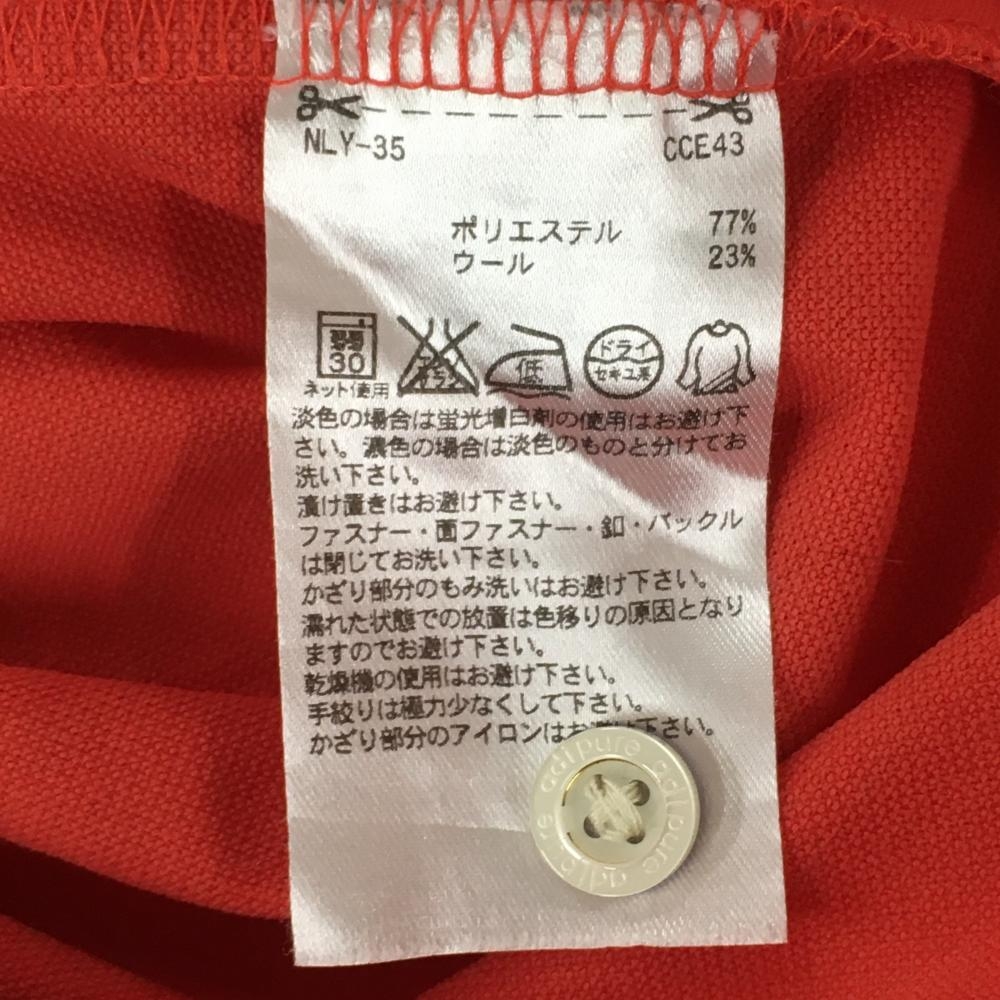 NLY-35 CCE43
ポリエステル 77%
ウール 23%
弱
30
ネット使用
エンソ
サラシ
低
ドライ
セキユ系
淡色の場合は蛍光増白剤の使用はお避け下
さい。濃色の場合は淡色のものと分けてお
洗い下さい。
漬け置きはお避け下さい。
ファスナー・面ファスナー・釦・バックル
は閉じてお洗い下さい。
かざり部分のもみ洗いはお避け下さい。
濡れた状態での放置は色移りの原因となり
ますのでお避け下さい。
乾燥機の使用はお避け下さい。
手絞りは極力少なくして下さい。
かざり部分のアイロンはお避け下さい。
adipure adipure adipure